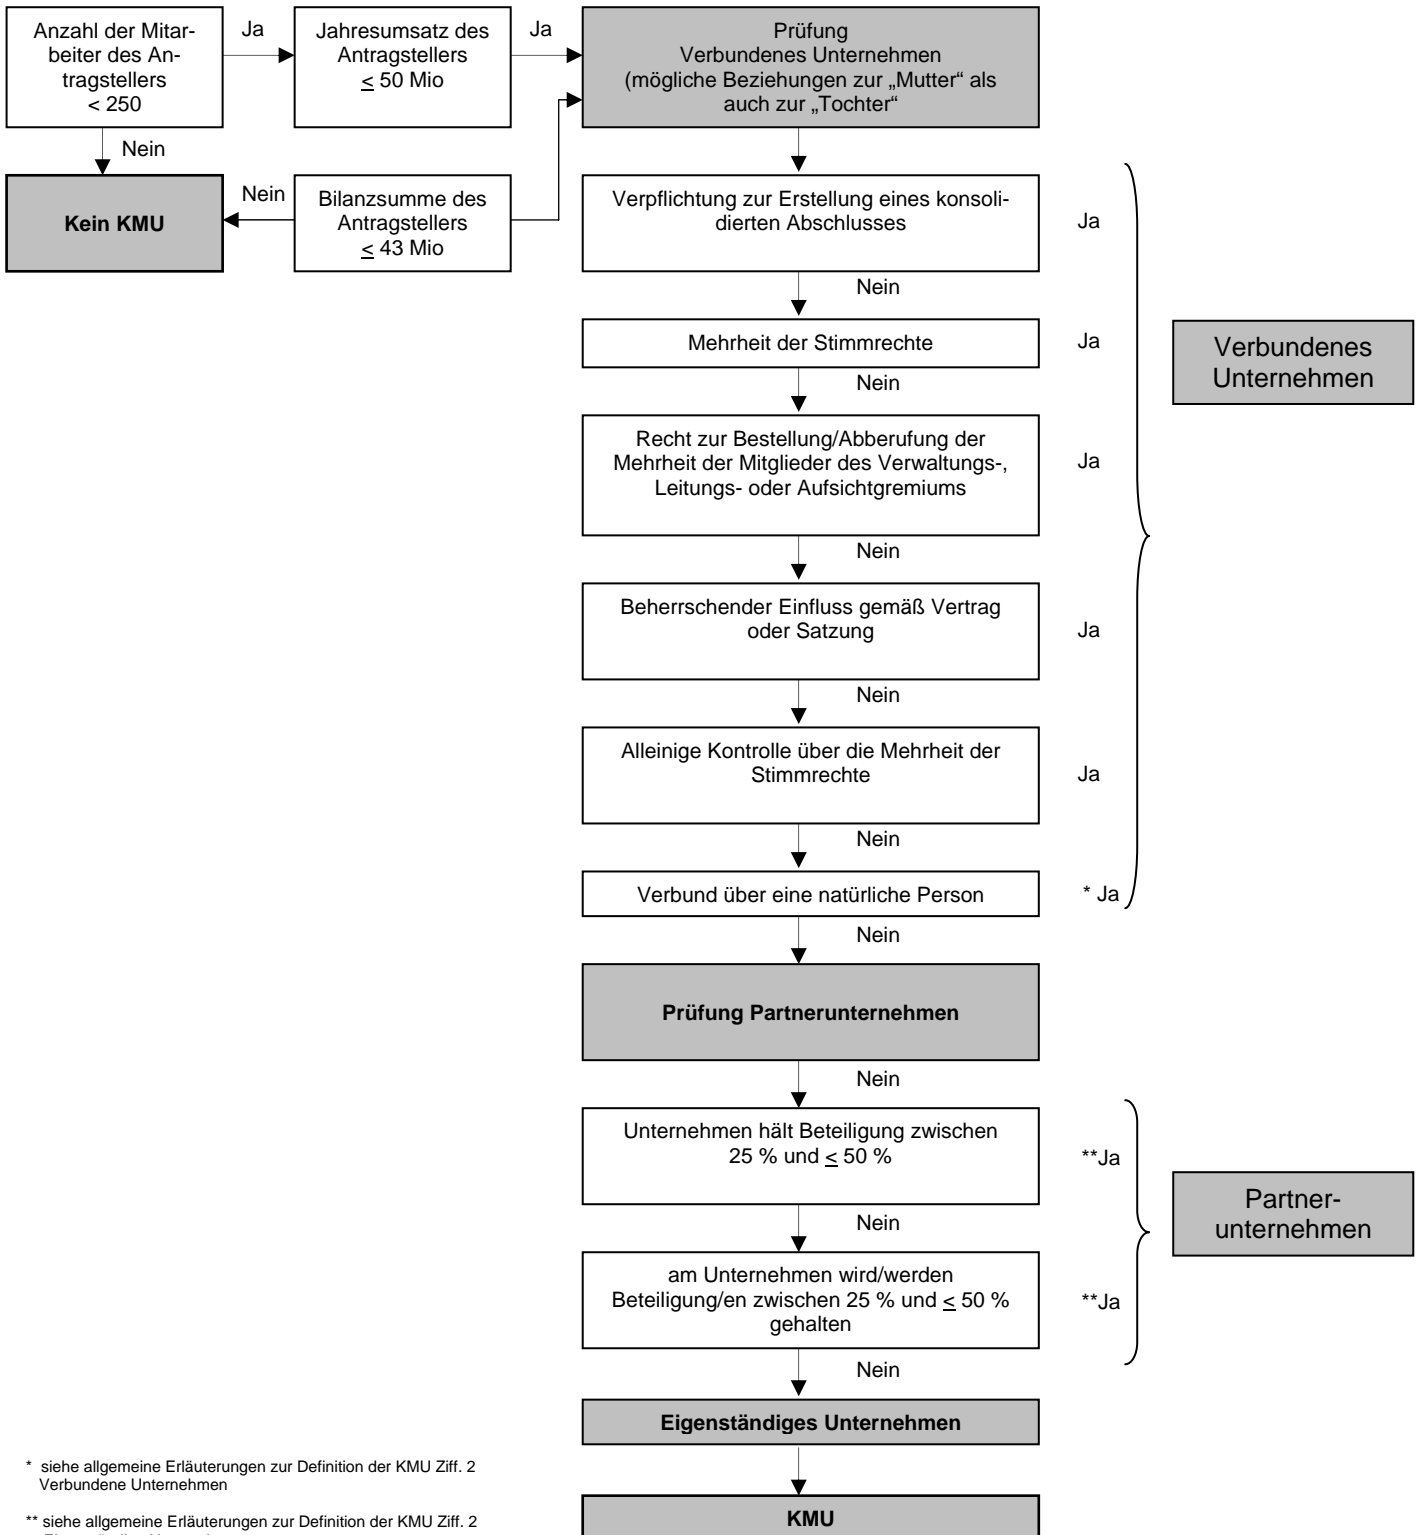 Anzahl der Mitar-
beiter des An-
tragstellers
< 250
Ja
Jahresumsatz des
Antragstellers
≤ 50 Mio
Ja
Prüfung
Verbundenes Unternehmen
(mögliche Beziehungen zur „Mutter“ als
auch zur „Tochter“
Nein
Kein KMU
Nein
Bilanzsumme des
Antragstellers
≤ 43 Mio
Verpflichtung zur Erstellung eines konsoli-
dierten Abschlusses
Ja
Nein
Mehrheit der Stimmrechte
Ja
Verbundenes
Unternehmen
Nein
Recht zur Bestellung/Abberufung der
Mehrheit der Mitglieder des Verwaltungs-,
Leitungs- oder Aufsichtgremiums
Ja
Nein
Beherrschender Einfluss gemäß Vertrag
oder Satzung
Ja
Nein
Alleinige Kontrolle über die Mehrheit der
Stimmrechte
Ja
Nein
Verbund über eine natürliche Person
* Ja
Nein
Prüfung Partnerunternehmen
Nein
Unternehmen hält Beteiligung zwischen
25 % und ≤ 50 %
**Ja
Partner-
unternehmen
Nein
am Unternehmen wird/werden
Beteiligung/en zwischen 25 % und ≤ 50 %
gehalten
**Ja
Nein
Eigenständiges Unternehmen
* siehe allgemeine Erläuterungen zur Definition der KMU Ziff. 2
Verbundene Unternehmen
KMU
** siehe allgemeine Erläuterungen zur Definition der KMU Ziff. 2